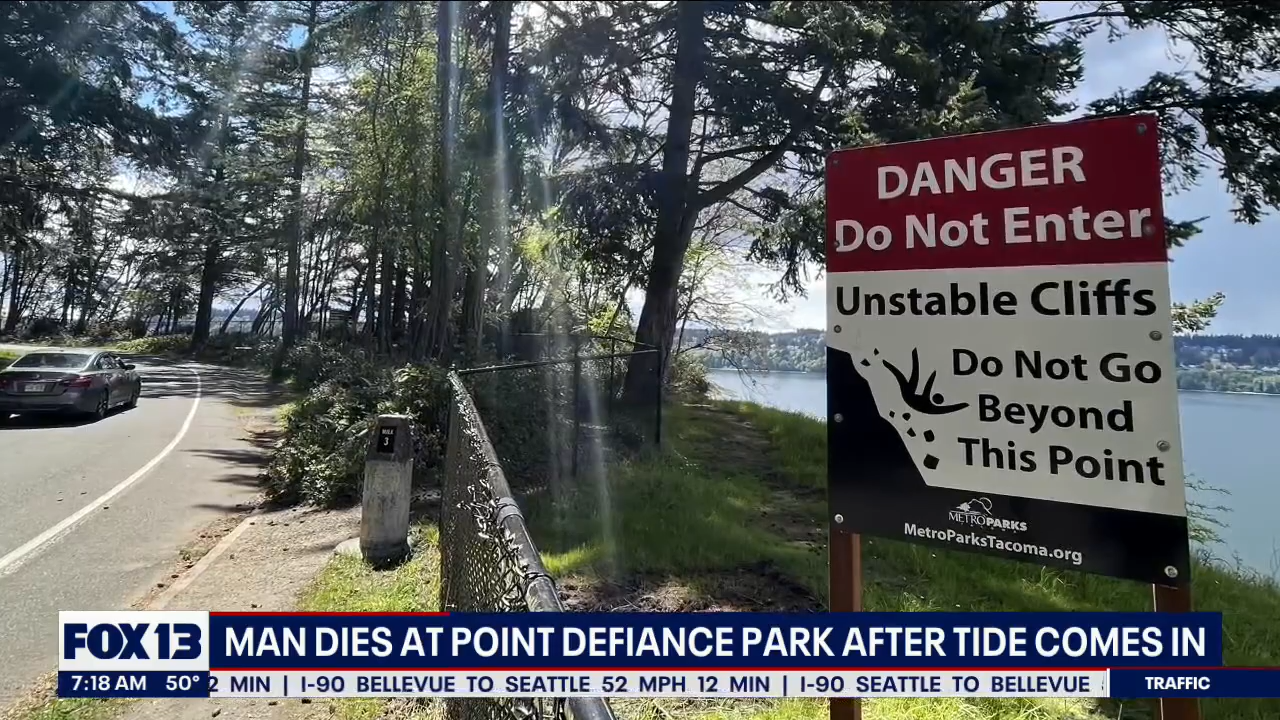 DANGER
Do Not Enter
Unstable Cliffs
Do Not Go
Beyond
This Point
METROPARKS
MetroParksTacoma.org
MILE
3
FOX 13
MAN DIES AT POINT DEFIANCE PARK AFTER TIDE COMES IN
7:18 AM 50° 2 MIN | I-90 BELLEVUE TO SEATTLE 52 MPH 12 MIN | I-90 SEATTLE TO BELLEVUE TRAFFIC